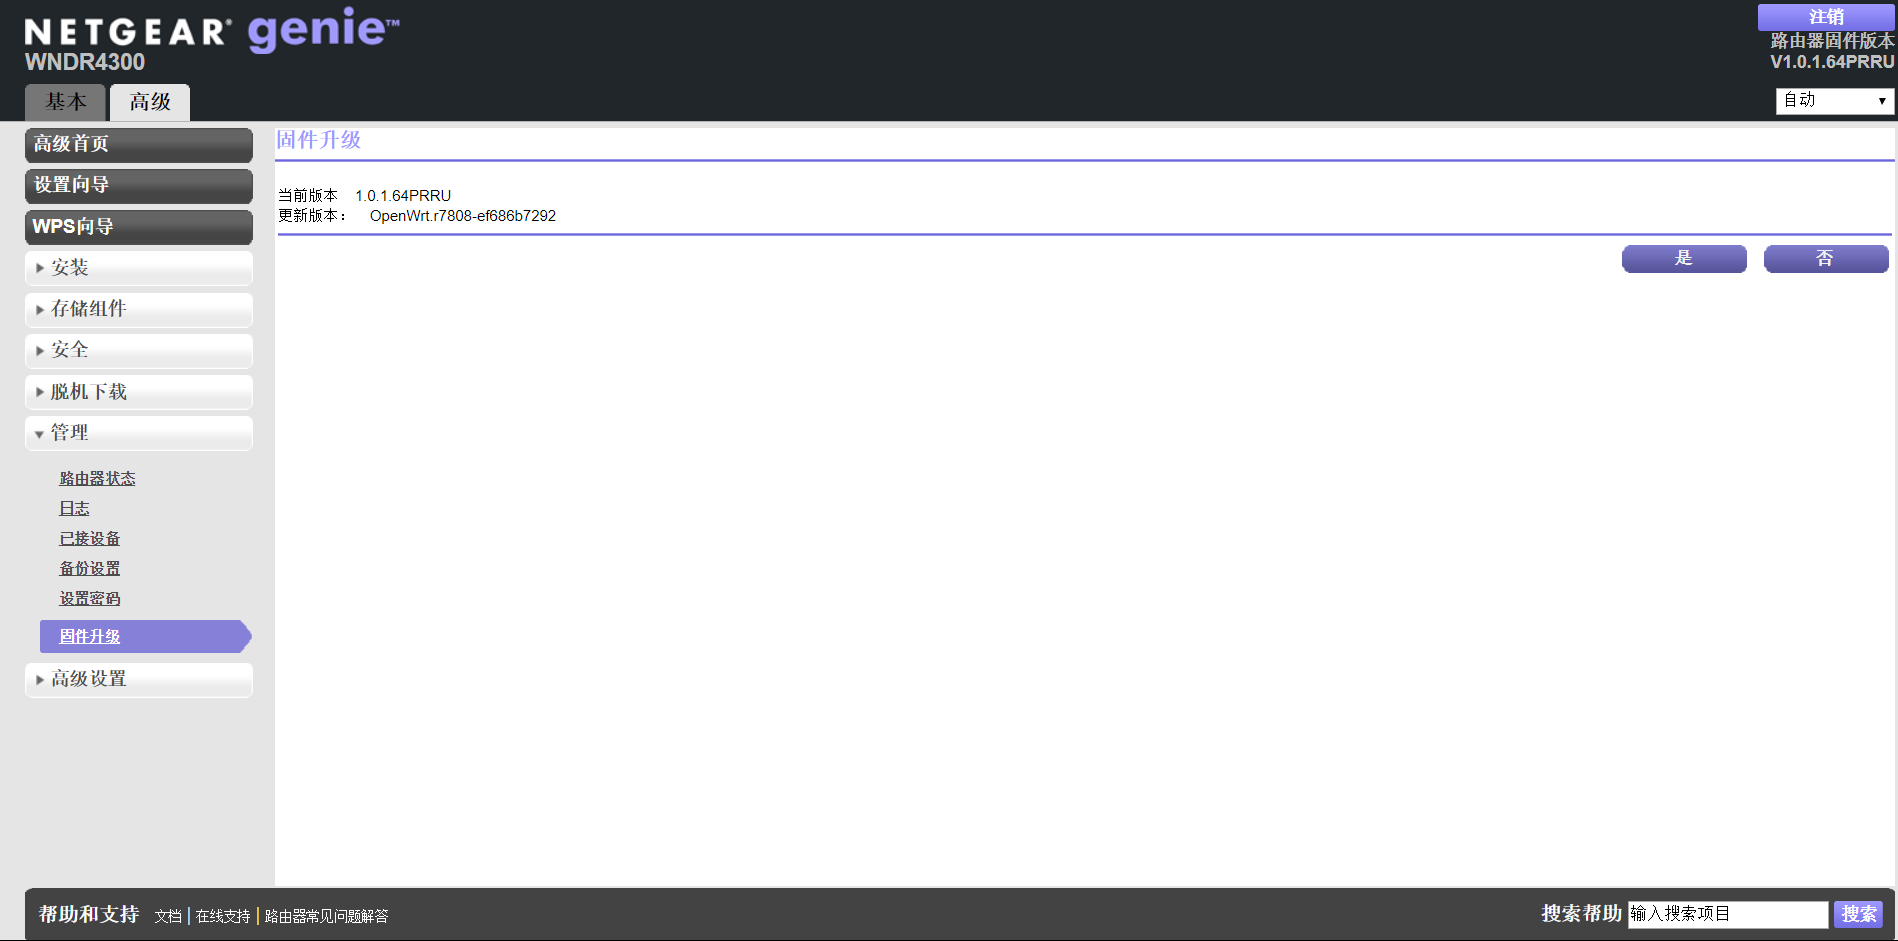 NETGEAR® genie™
WNDR4300
注销
路由器固件版本
V1.0.1.64PRRU
基本
高级
自动
高级首页
设置向导
WPS向导
安装
存储组件
安全
脱机下载
管理
路由器状态
日志
已接设备
备份设置
设置密码
固件升级
高级设置
固件升级
当前版本 1.0.1.64PRRU
更新版本： OpenWrt.r7808-ef686b7292
是
否
帮助和支持 文档 | 在线支持 | 路由器常见问题解答
搜索帮助 输入搜索项目 搜索